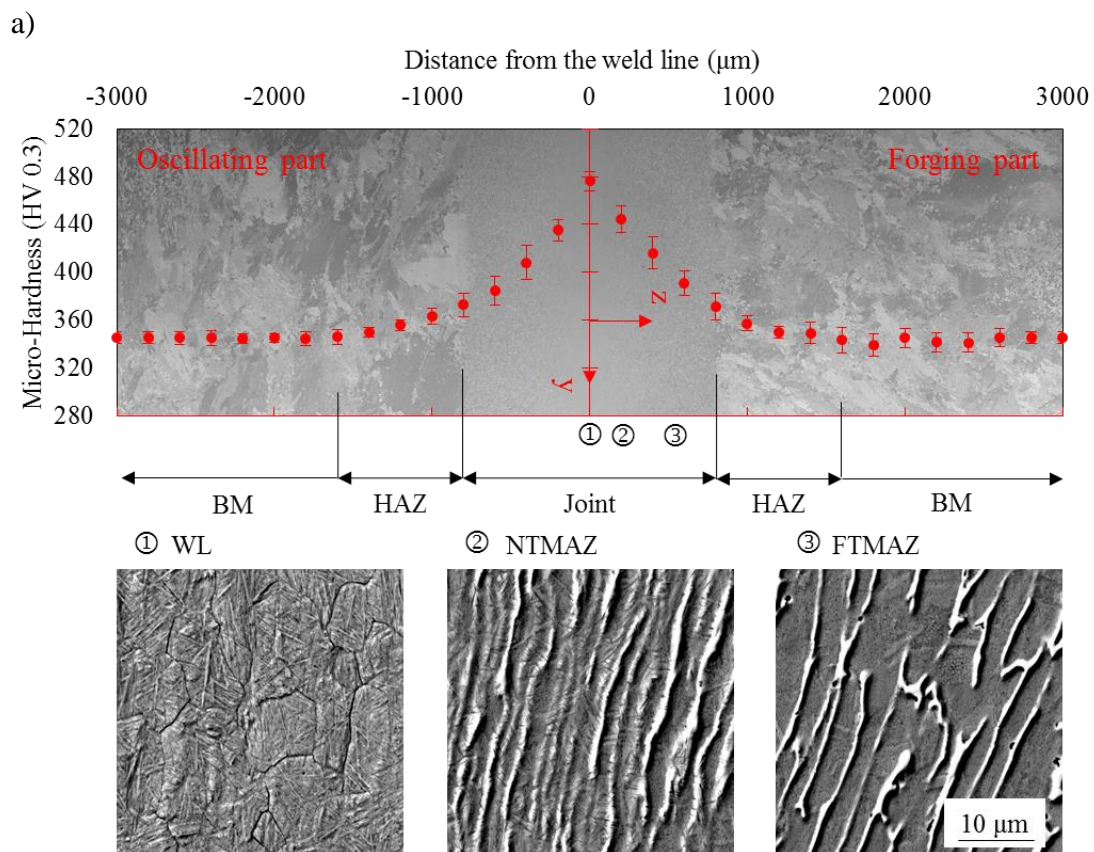 a)
Distance from the weld line (μm)
-3000 -2000 -1000 0 1000 2000 3000
Micro-Hardness (HV 0.3)
520
480
440
400
360
320
280
Oscillating part
Forging part
z
y
① ② ③
BM HAZ Joint HAZ BM
① WL ② NTMAZ ③ FTMAZ
10 μm